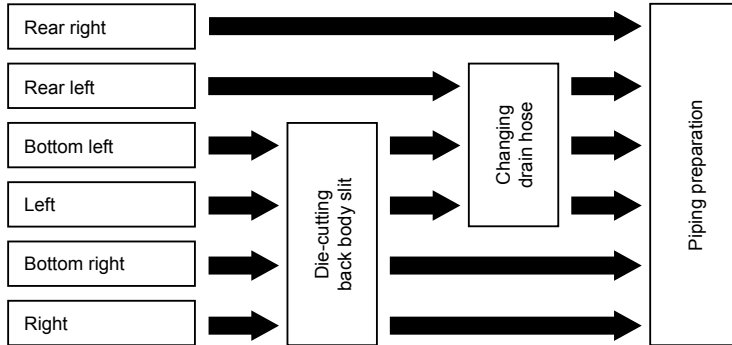 Rear right
Rear left
Bottom left
Left
Bottom right
Right
Die-cutting
back body slit
Changing
drain hose
Piping preparation